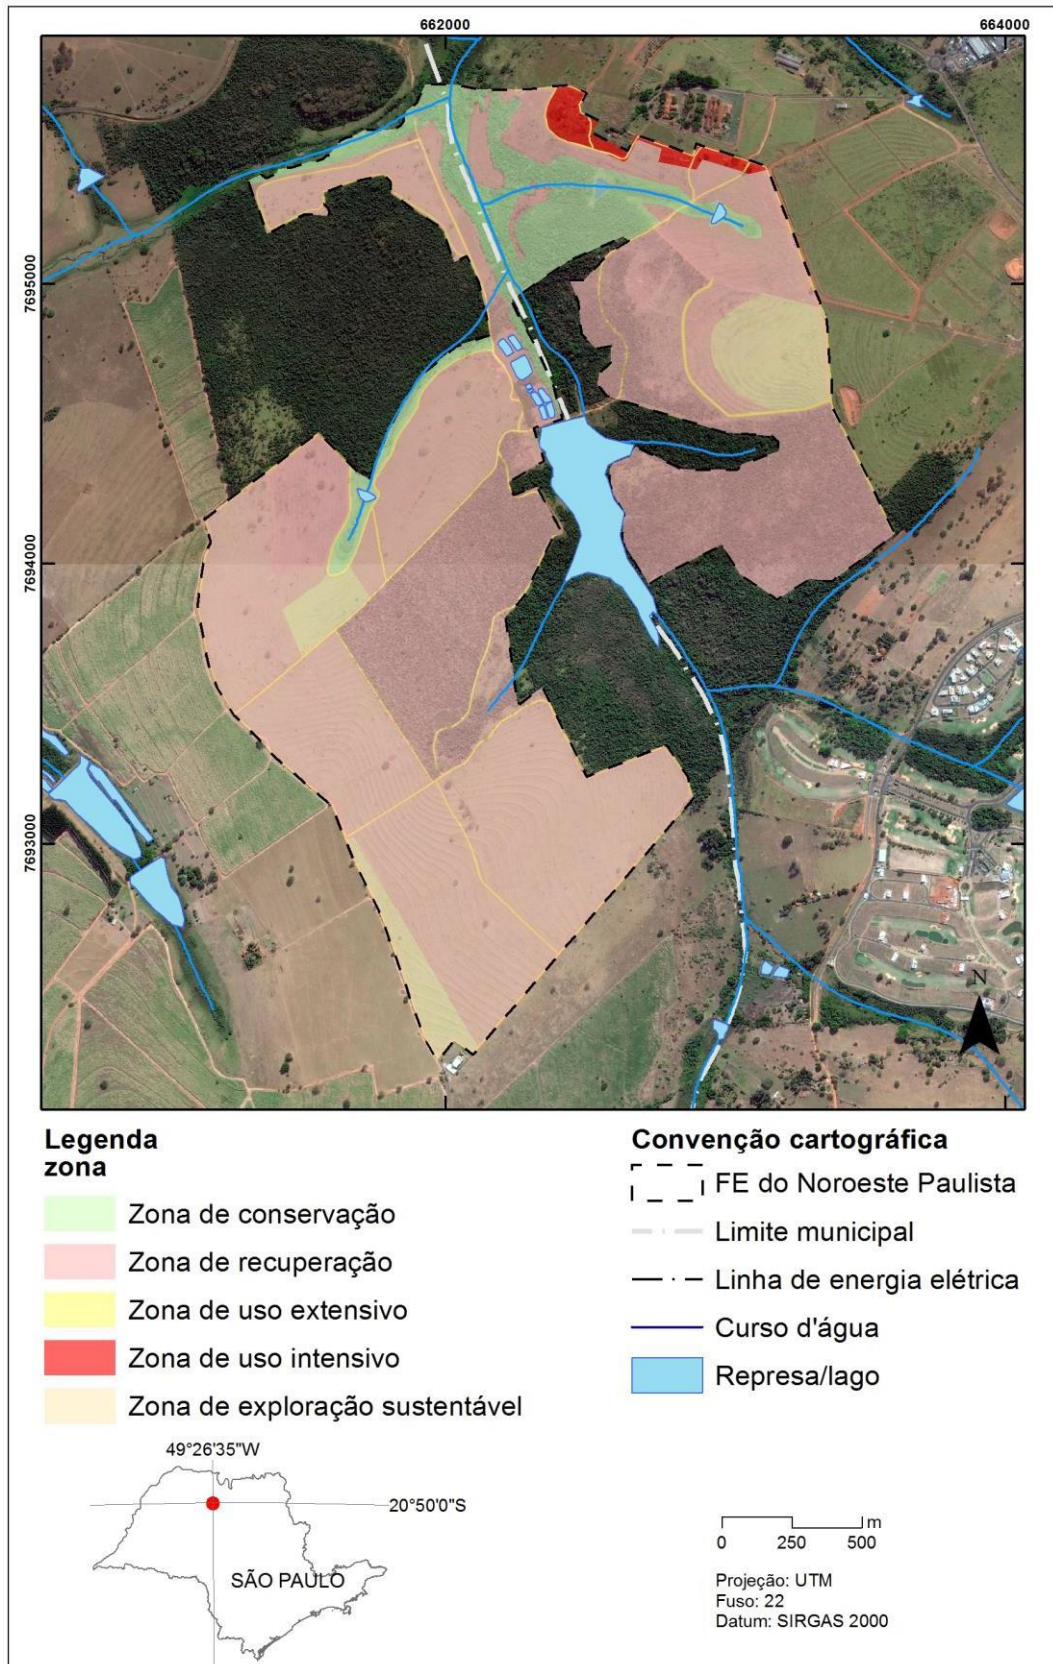 662000
664000
7695000
7694000
7693000
N
Legenda
zona
Zona de conservação
Zona de recuperação
Zona de uso extensivo
Zona de uso intensivo
Zona de exploração sustentável
Convenção cartográfica
FE do Noroeste Paulista
Limite municipal
Linha de energia elétrica
Curso d'água
Represa/lago
49°26'35"W
20°50'0"S
SÃO PAULO
m
0 250 500
Projeção: UTM
Fuso: 22
Datum: SIRGAS 2000